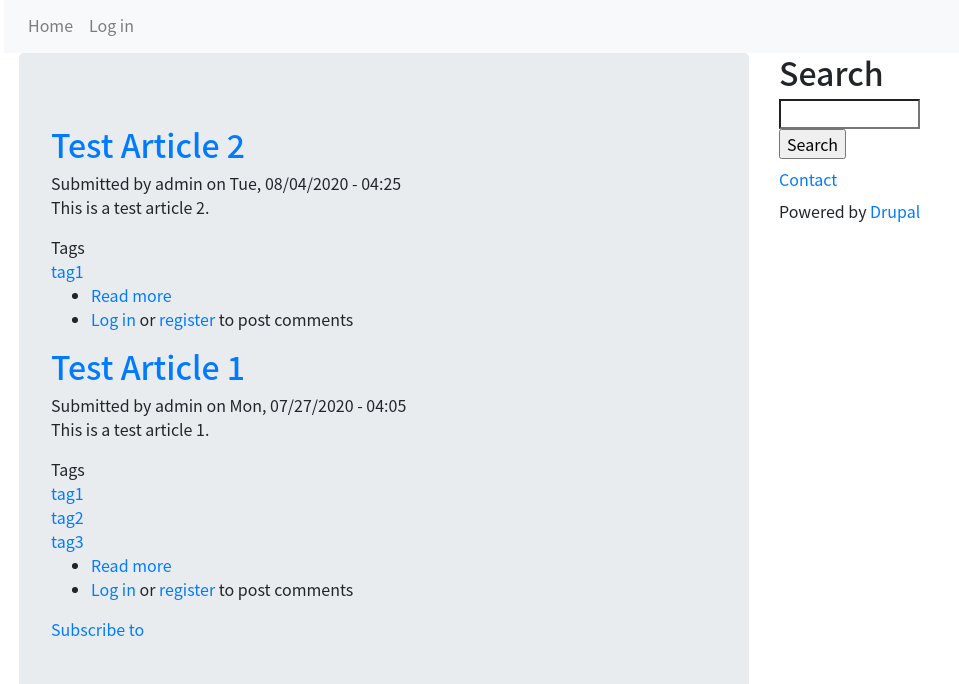 Home Log in
Test Article 2
Submitted by admin on Tue, 08/04/2020 - 04:25
This is a test article 2.
Tags
tag1
Read more
Log in or register to post comments
Test Article 1
Submitted by admin on Mon, 07/27/2020 - 04:05
This is a test article 1.
Tags
tag1
tag2
tag3
Read more
Log in or register to post comments
Subscribe to
Search
Search
Contact
Powered by Drupal